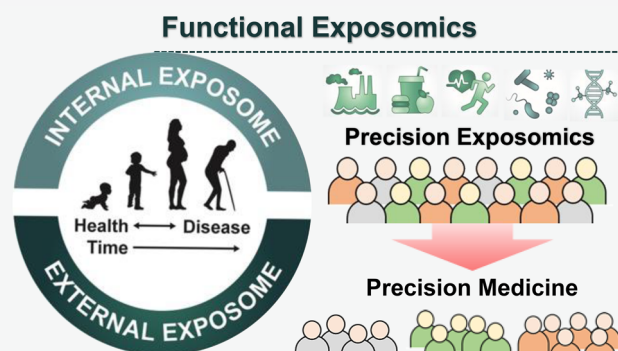 Functional Exposomics
INTERNAL EXPOSOME
Health Disease
Time
EXTERNAL EXPOSOME
Precision Exposomics
Precision Medicine